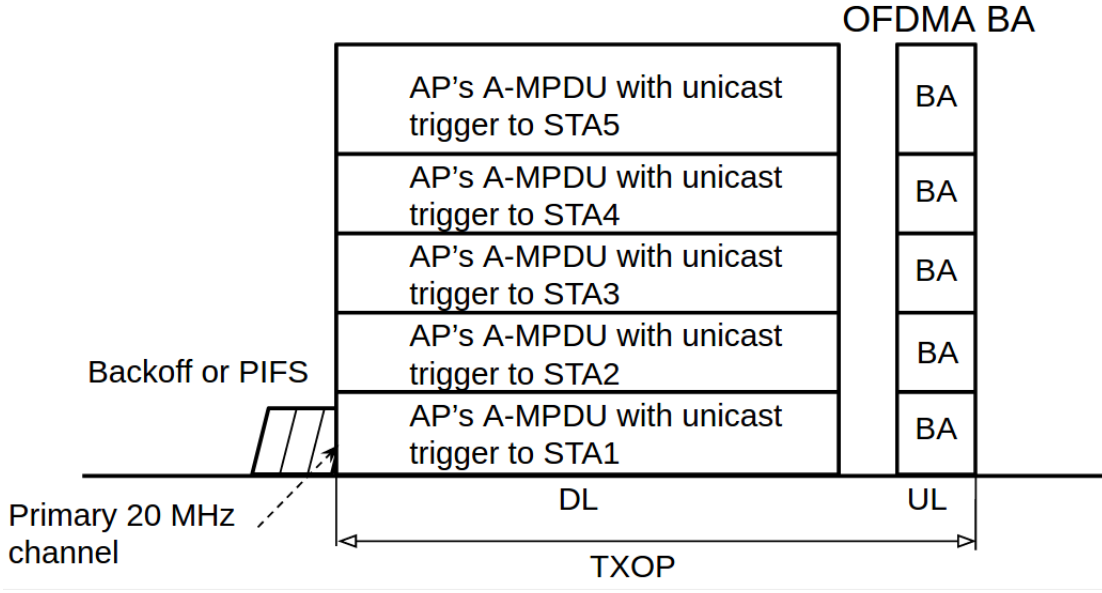 OFDMA BA
AP’s A-MPDU with unicast
trigger to STA5
BA
AP’s A-MPDU with unicast
trigger to STA4
BA
AP’s A-MPDU with unicast
trigger to STA3
BA
AP’s A-MPDU with unicast
trigger to STA2
BA
Backoff or PIFS
AP’s A-MPDU with unicast
trigger to STA1
BA
Primary 20 MHz
channel
DL
UL
TXOP